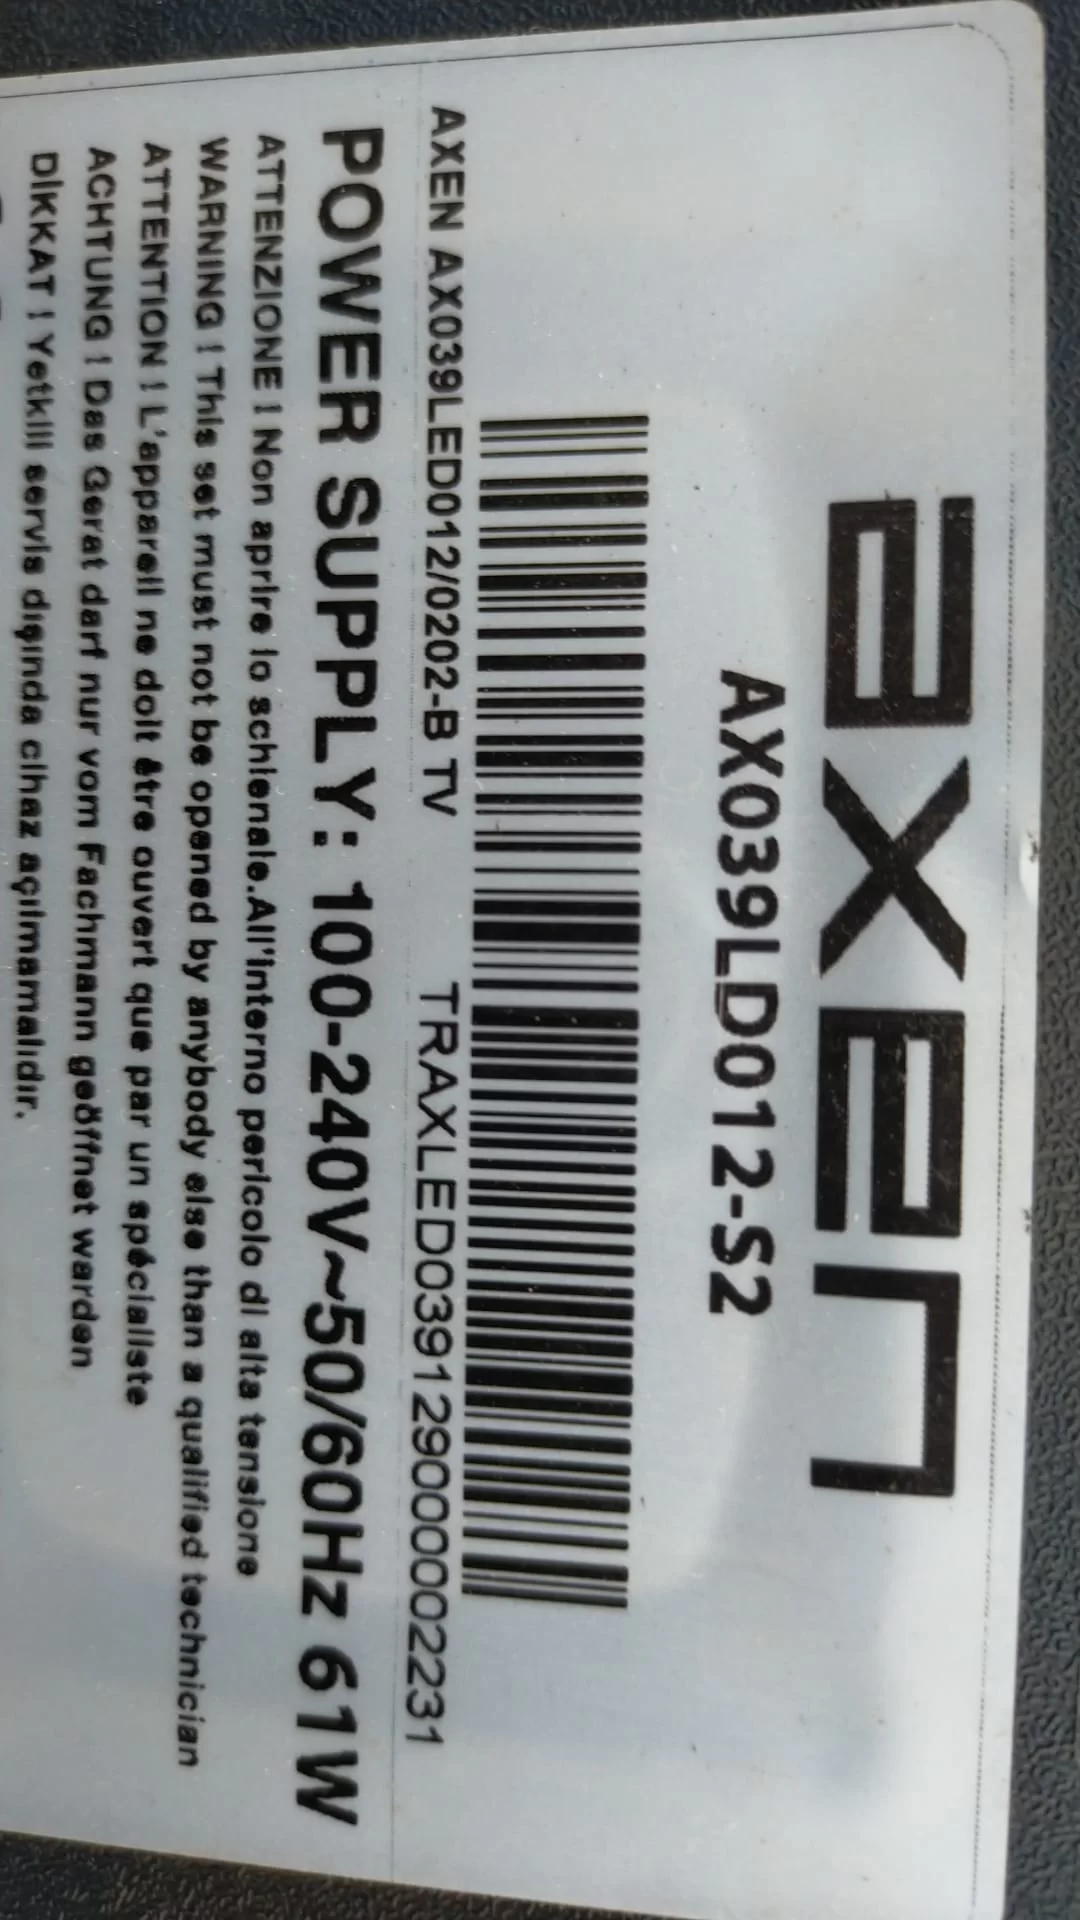 axen
AX039LD012-S2
AXEN AX039LED012/0202-B TV TRAXLED03912900002231
POWER SUPPLY: 100-240V~50/60Hz 61W
ATTENZIONE ! Non aprire lo schienale.All'interno pericolo di alta tensione
WARNING ! This set must not be opened by anybody else than a qualified technician
ATTENTION ! L'appareil ne doit être ouvert que par un spécialiste
ACHTUNG ! Das Gerat darf nur vom Fachmann geöffnet warden
DİKKAT ! Yetkili servis dışında cihaz açılmamalıdır.